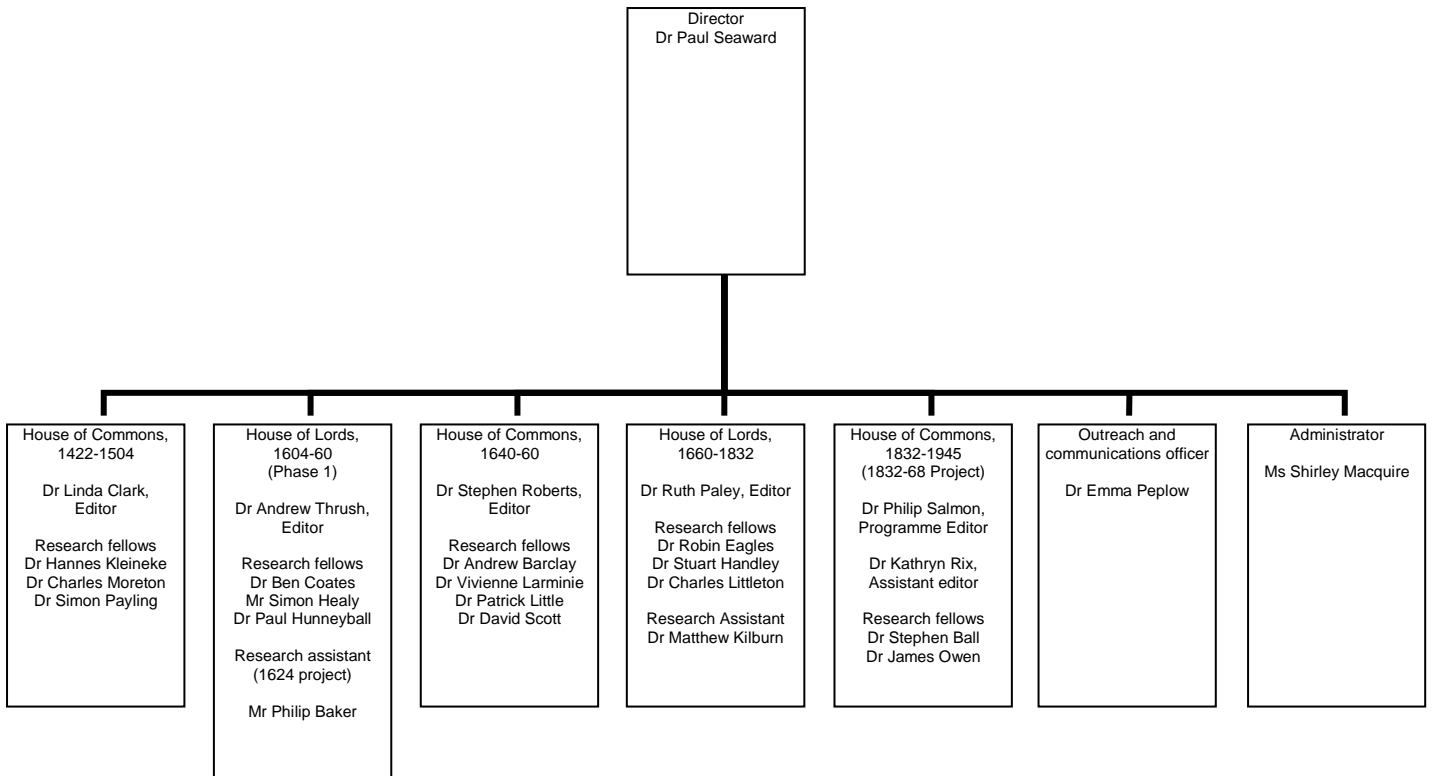 Director
Dr Paul Seaward
House of Commons,
1422-1504
Dr Linda Clark,
Editor
Research fellows
Dr Hannes Kleineke
Dr Charles Moreton
Dr Simon Payling
House of Lords,
1604-60
(Phase 1)
Dr Andrew Thrush,
Editor
Research fellows
Dr Ben Coates
Mr Simon Healy
Dr Paul Hunneyball
Research assistant
(1624 project)
Mr Philip Baker
House of Commons,
1640-60
Dr Stephen Roberts,
Editor
Research fellows
Dr Andrew Barclay
Dr Vivienne Larminie
Dr Patrick Little
Dr David Scott
House of Lords,
1660-1832
Dr Ruth Paley, Editor
Research fellows
Dr Robin Eagles
Dr Stuart Handley
Dr Charles Littleton
Research Assistant
Dr Matthew Kilburn
House of Commons,
1832-1945
(1832-68 Project)
Dr Philip Salmon,
Programme Editor
Dr Kathryn Rix,
Assistant editor
Research fellows
Dr Stephen Ball
Dr James Owen
Outreach and
communications officer
Dr Emma Peplow
Administrator
Ms Shirley Macquire